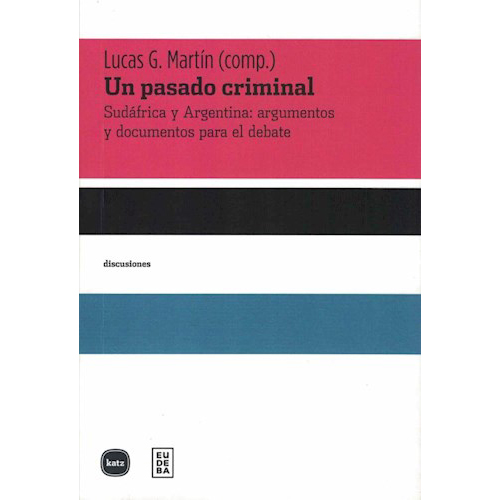 Lucas G. Martín (comp.)
Un pasado criminal
Sudáfrica y Argentina: argumentos
y documentos para el debate
discusiones
katz
EU
DE
BA